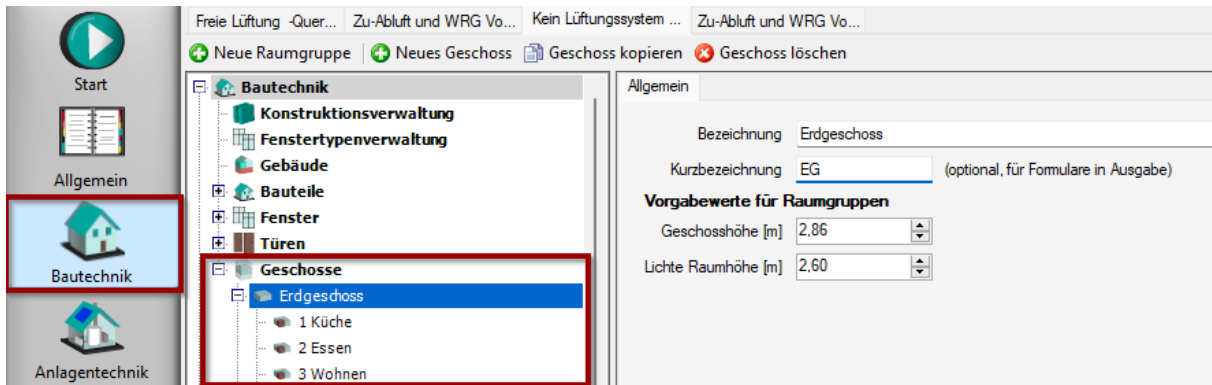 Freie Lüftung -Quer... Zu-Abluft und WRG Vo... Kein Lüftungssystem ... Zu-Abluft und WRG Vo...
Neue Raumgruppe Neues Geschoss Geschoss kopieren Geschoss löschen
Start
Allgemein
Bautechnik
Anlagentechnik
Bautechnik
Konstruktionsverwaltung
Fenstertypenverwaltung
Gebäude
Bauteile
Fenster
Türen
Geschosse
Erdgeschoss
1 Küche
2 Essen
3 Wohnen
Allgemein
Bezeichnung Erdgeschoss
Kurzbezeichnung EG (optional, für Formulare in Ausgabe)
Vorgabewerte für Raumgruppen
Geschosshöhe [m] 2,86
Lichte Raumhöhe [m] 2,60